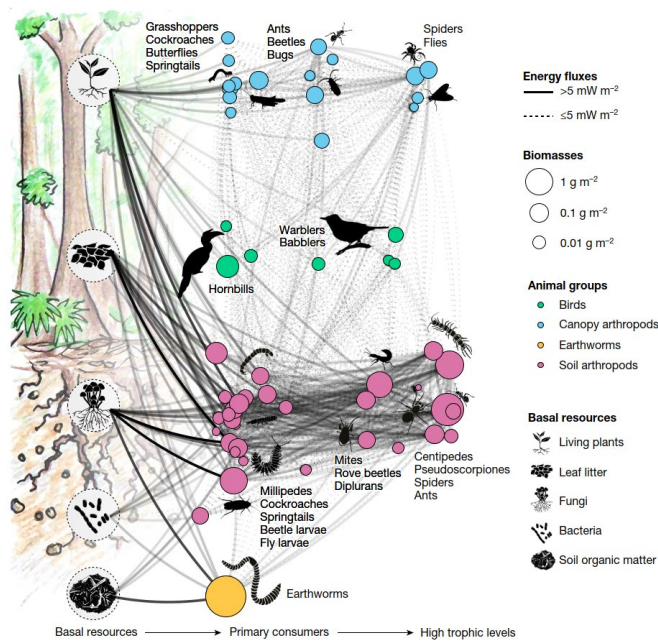 Grasshoppers
Cockroaches
Butterflies
Springtails
Ants
Beetles
Bugs
Spiders
Flies
Warblers
Babblers
Hornbills
Mites
Rove beetles
Diplurans
Centipedes
Pseudoscorpiones
Spiders
Ants
Millipedes
Cockroaches
Springtails
Beetle larvae
Fly larvae
Earthworms
Basal resources
Primary consumers
High trophic levels
Energy fluxes
>5 mW m–2
≤5 mW m–2
Biomasses
1 g m–2
0.1 g m–2
0.01 g m–2
Animal groups
Birds
Canopy arthropods
Earthworms
Soil arthropods
Basal resources
Living plants
Leaf litter
Fungi
Bacteria
Soil organic matter